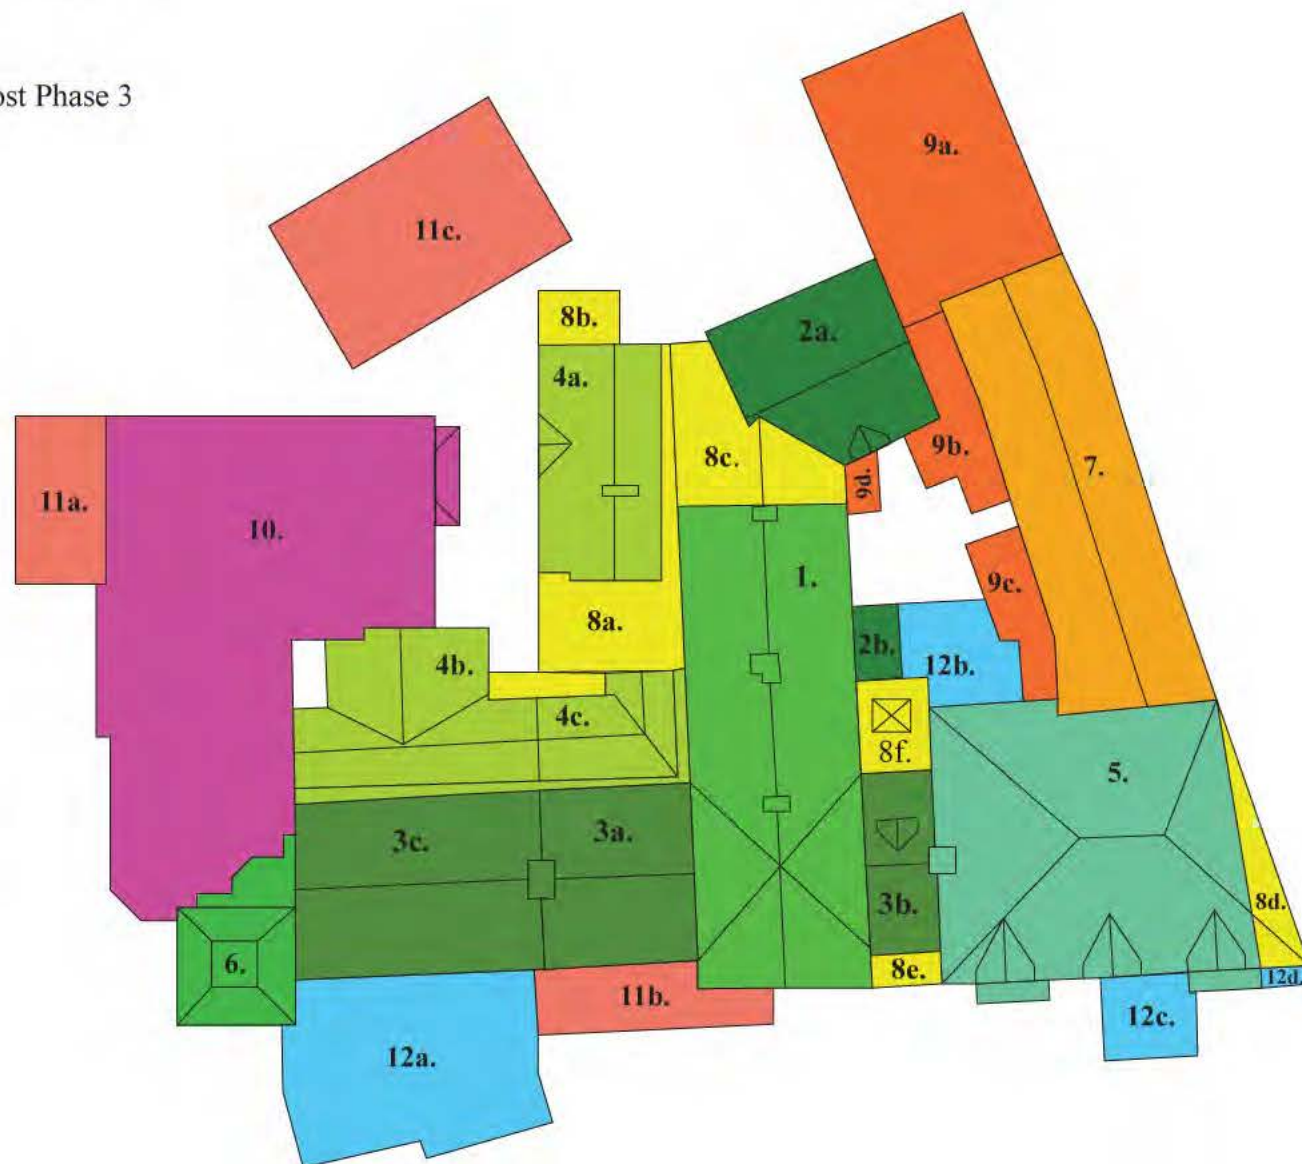 ost Phase 3
9a.
11c.
8b.
2a.
4a.
8c.
9b.
7.
9d.
11a.
10.
1.
9c.
8a.
2b.
4b.
12b.
4c.
8f.
5.
3c.
3a.
3b.
8d.
6.
8e.
12d.
11b.
12c.
12a.